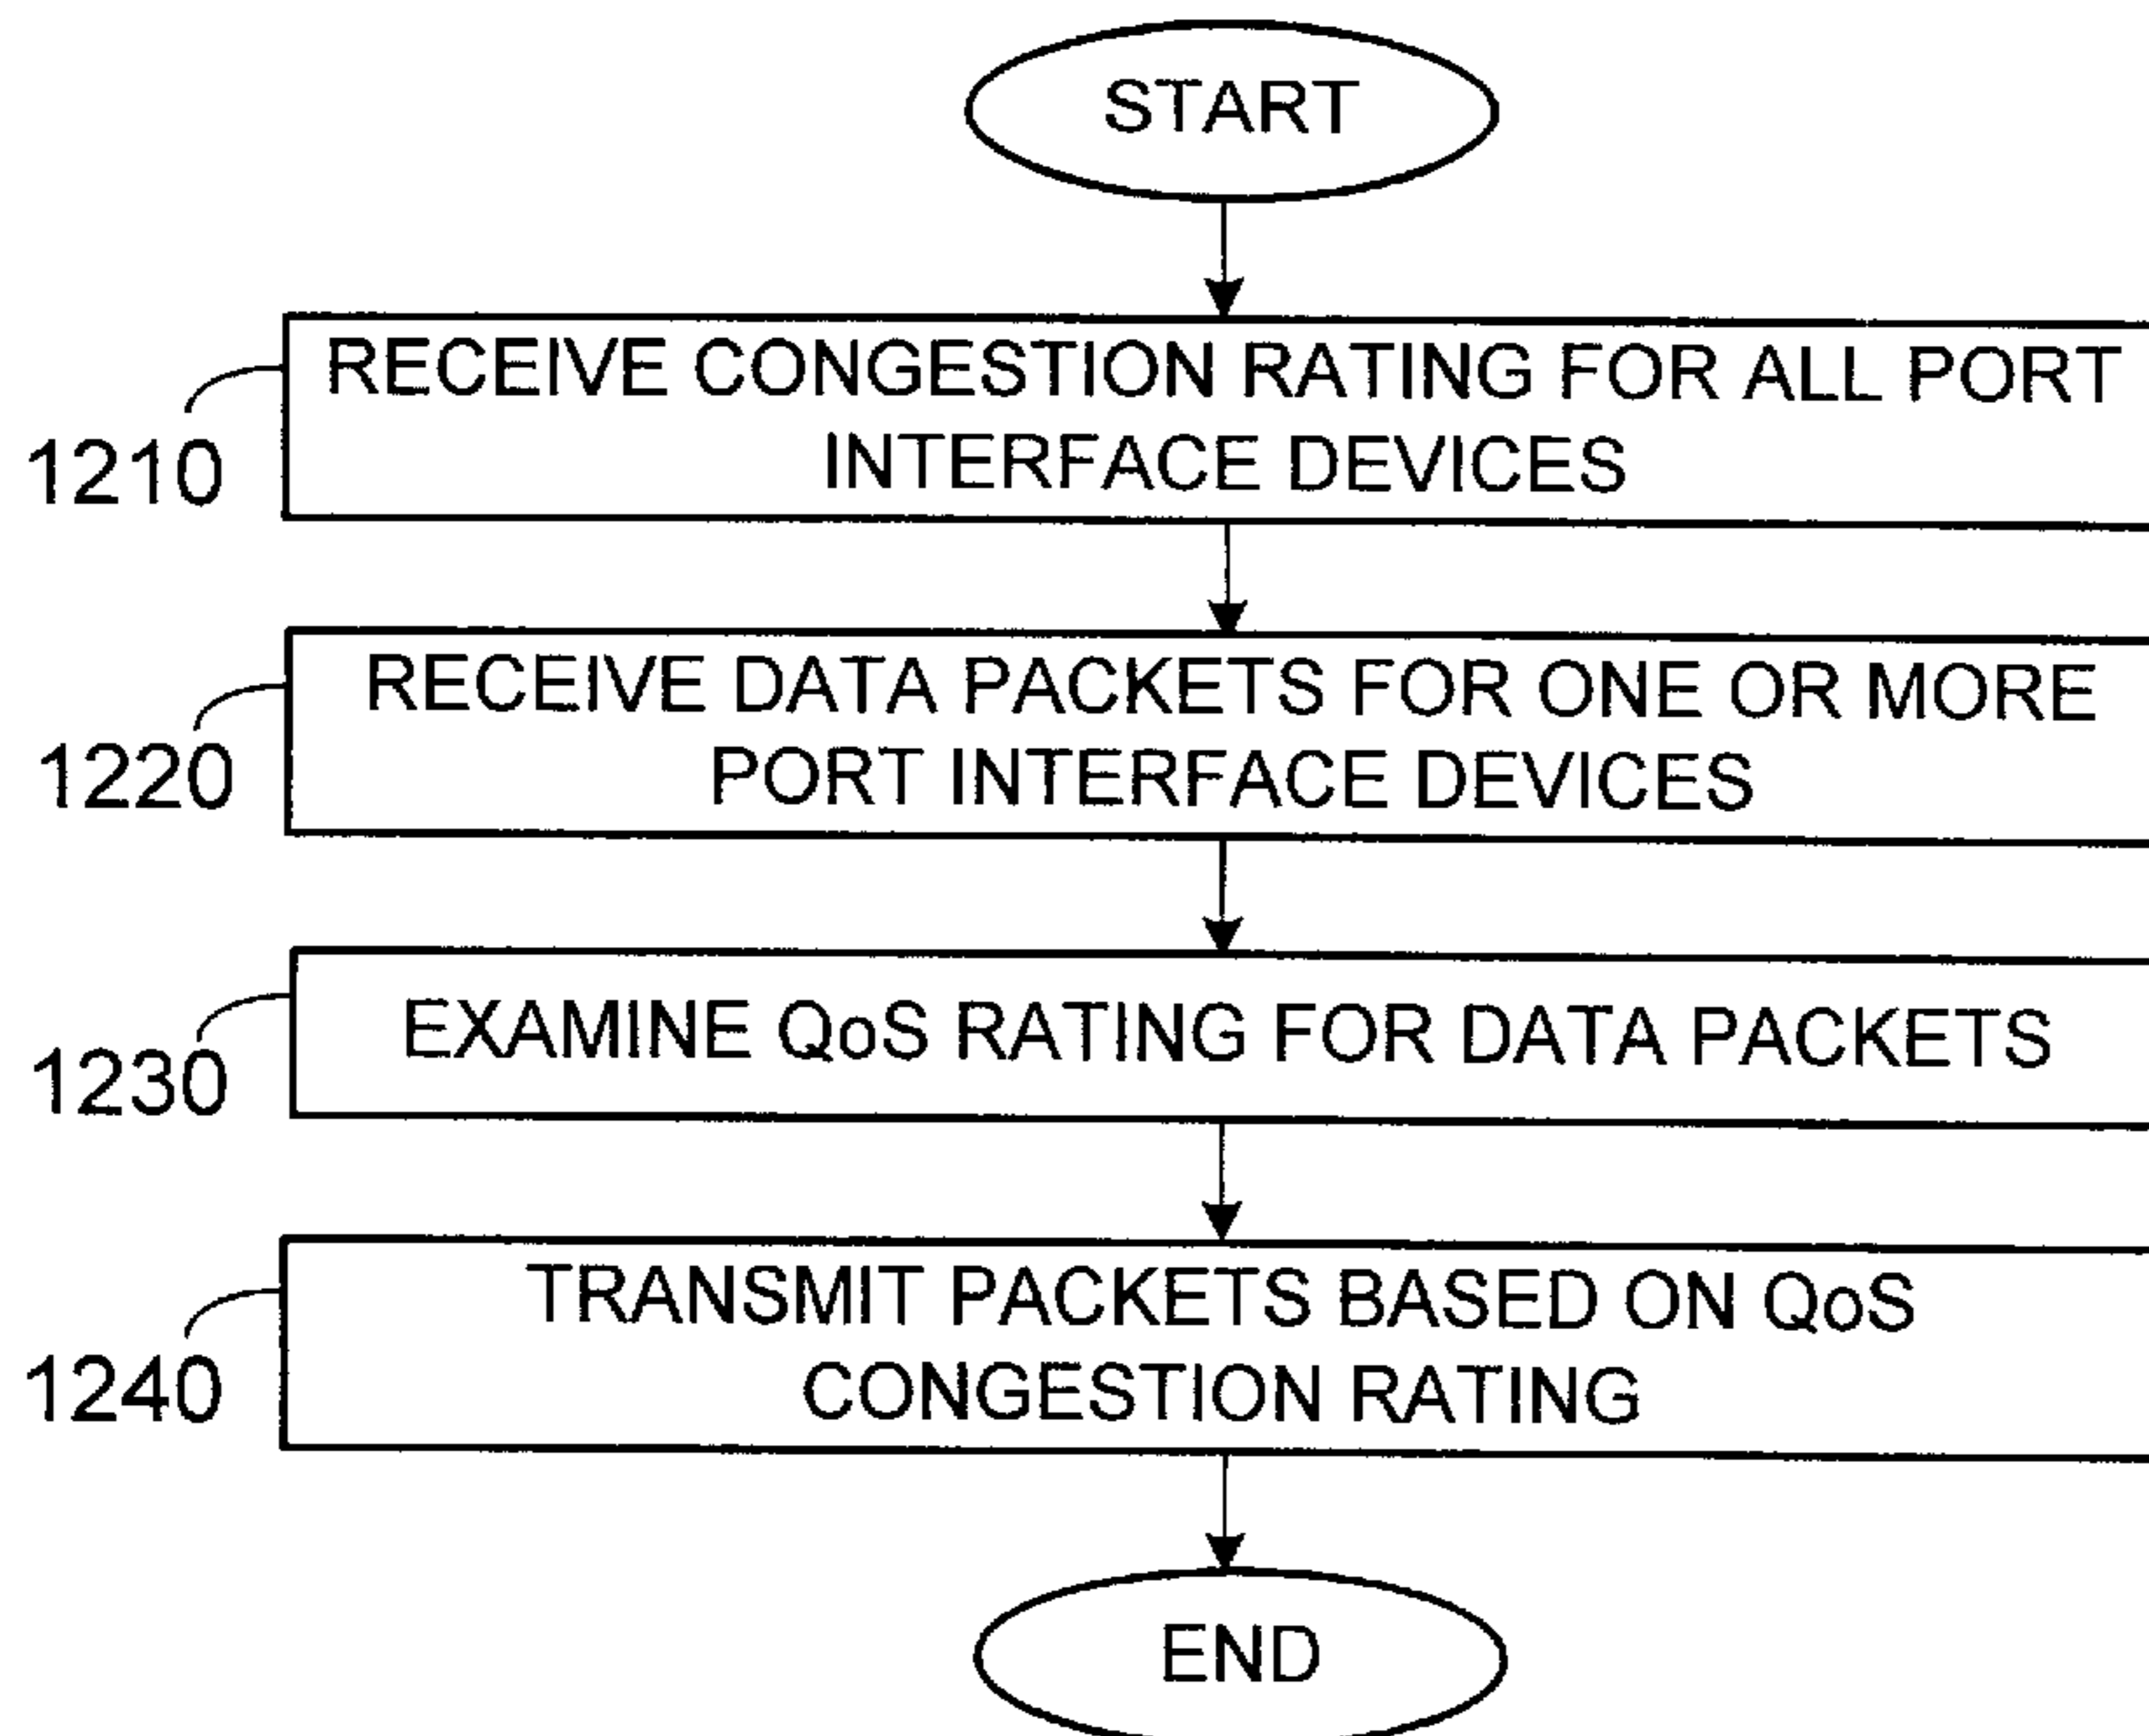 START
RECEIVE CONGESTION RATING FOR ALL PORT
INTERFACE DEVICES
1210
RECEIVE DATA PACKETS FOR ONE OR MORE
PORT INTERFACE DEVICES
1220
EXAMINE QoS RATING FOR DATA PACKETS
1230
TRANSMIT PACKETS BASED ON QoS
CONGESTION RATING
1240
END